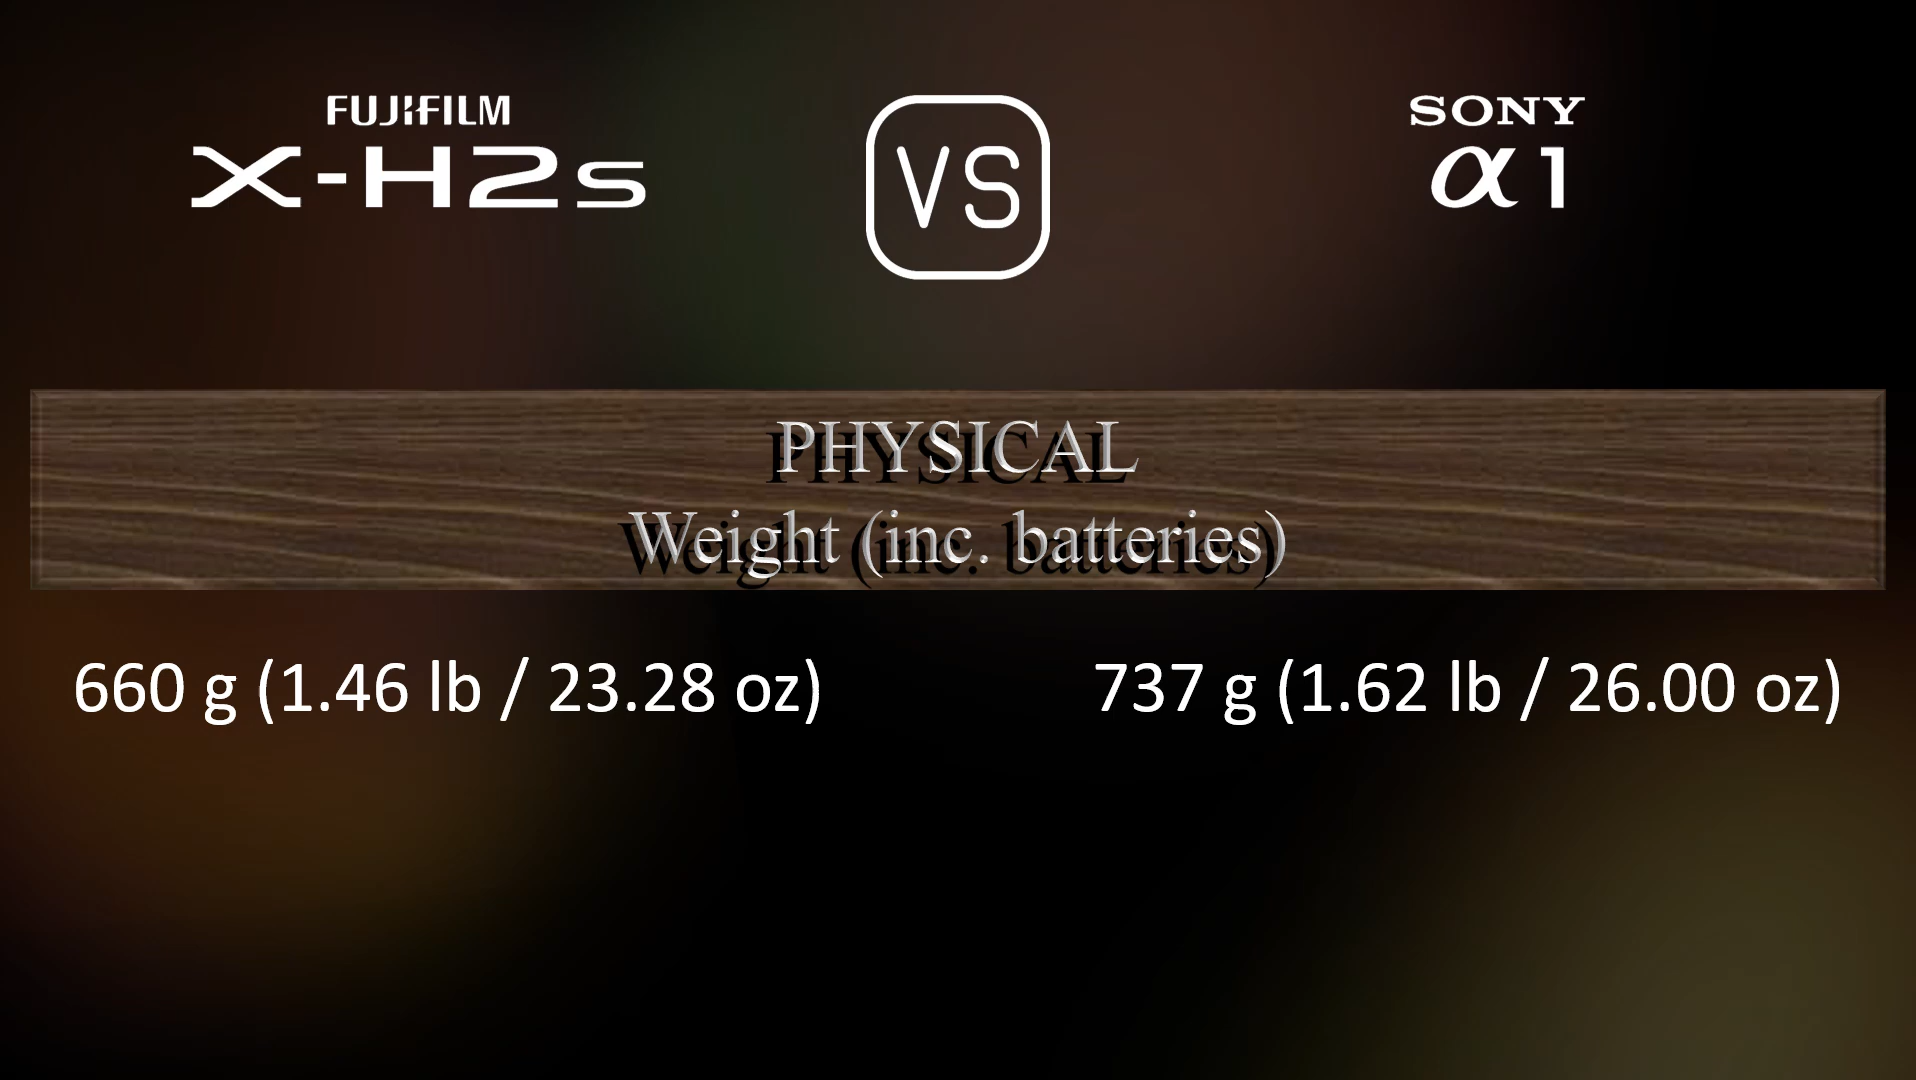 FUJIFILM
X-H2s
VS
SONY
α1
PHYSICAL
Weight (inc. batteries)
660 g (1.46 lb / 23.28 oz)
737 g (1.62 lb / 26.00 oz)